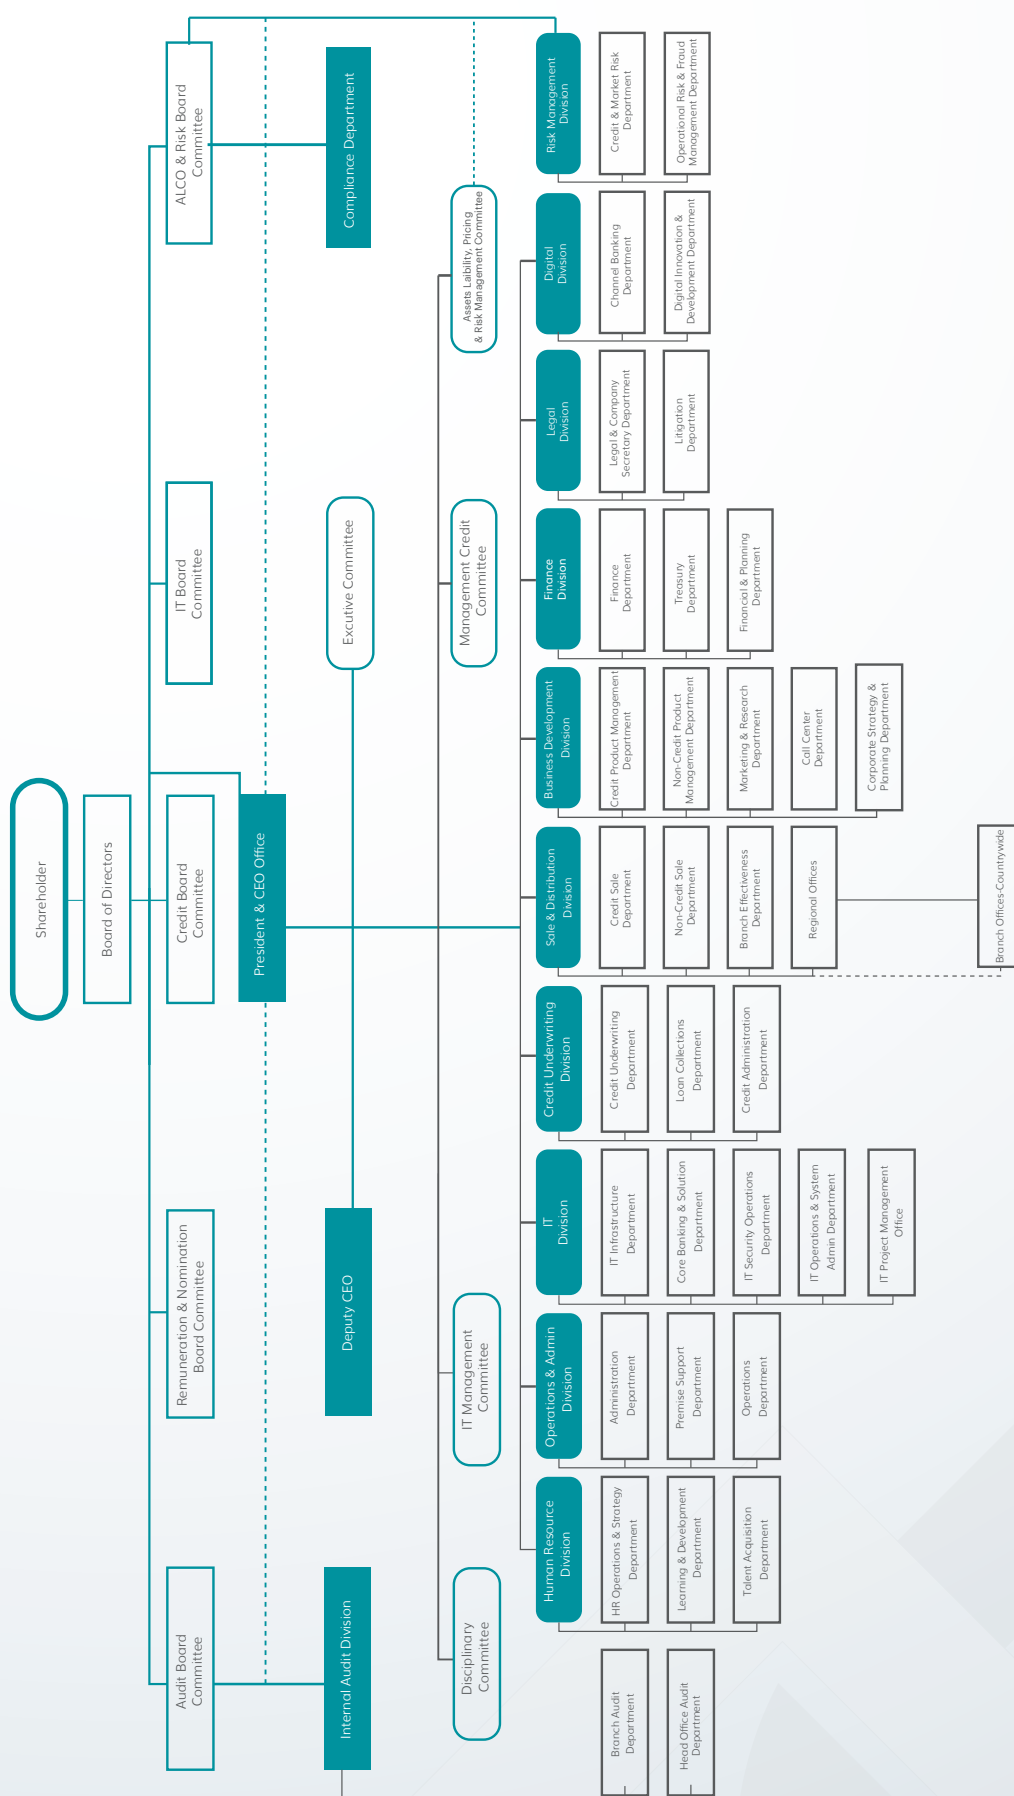 Shareholder
Board of Directors
Audit Board
Committee
Remuneration & Nomination
Board Committee
Credit Board
Committee
IT Board
Committee
ALCO & Risk Board
Committee
President & CEO Office
Internal Audit Division
Deputy CEO
Excutive Committee
Compliance Department
Disciplinary
Committee
IT Management
Committee
Management Credit
Committee
Assets Laibility, Pricing
& Risk Management Committee
Human Resource
Division
Operations & Admin
Division
IT
Division
Credit Underwriting
Division
Sale & Distribution
Division
Business Development
Division
Finance
Division
Legal
Division
Digital
Division
Risk Management
Division
Branch Audit
Department
Head Office Audit
Department
HR Operations & Strategy
Department
Learning & Development
Department
Talent Acquisition
Department
Administration
Department
Premise Support
Department
Operations
Department
IT Infrastructure
Department
Core Banking & Solution
Department
IT Security Operations
Department
IT Operations & System
Admin Department
IT Project Management
Office
Credit Underwriting
Department
Loan Collections
Department
Credit Administration
Department
Credit Sale
Department
Non-Credit Sale
Department
Branch Effectiveness
Department
Regional Offices
Branch Offices-Countrywide
Credit Product Management
Department
Non-Credit Product
Management Department
Marketing & Research
Department
Call Center
Department
Corporate Strategy &
Planning Department
Finance
Department
Treasury
Department
Financial & Planning
Department
Legal & Company
Secretary Department
Litigation
Department
Channel Banking
Department
Digital Innovation &
Development Department
Credit & Market Risk
Department
Operational Risk & Fraud
Management Department